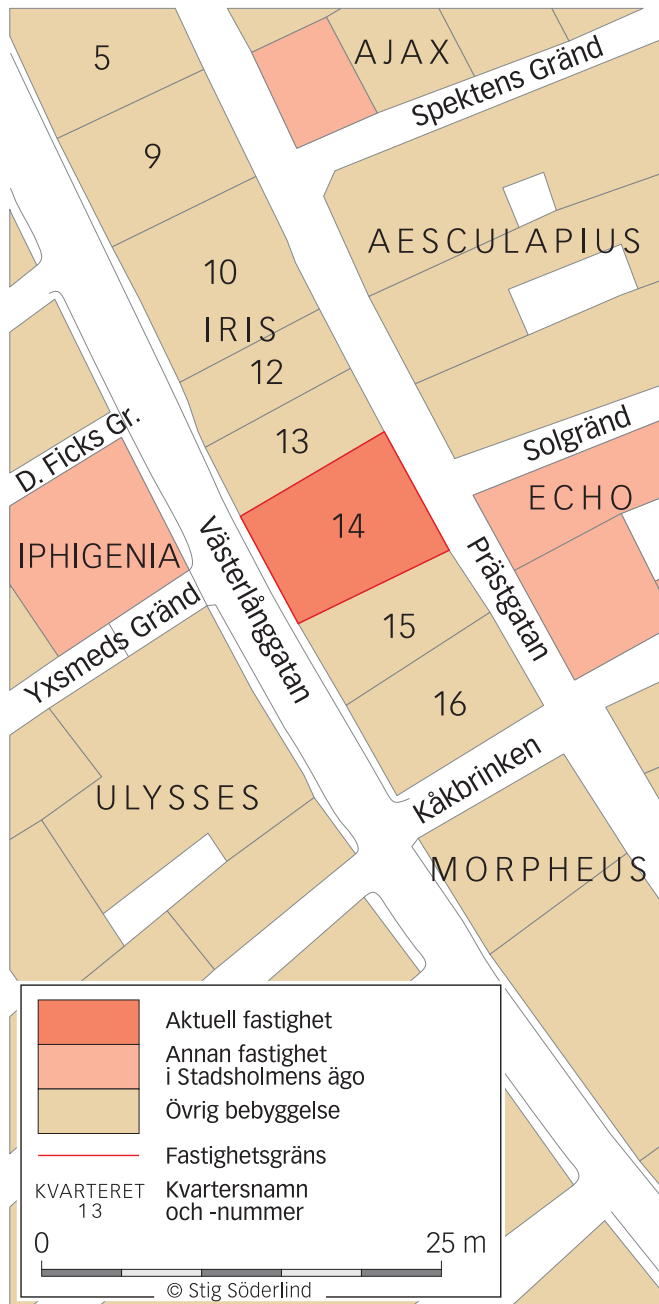 5
AJAX
Spektens Gränd
9
AESCULAPIUS
10
IRIS
12
D. Ficks Gr.
13
Solgränd
ECHO
14
IPHIGENIA
Västerlånggatan
Prästgatan
Yxsmeds Gränd
15
16
Kåkbrinken
ULYSSES
MORPHEUS
Aktuell fastighet
Annan fastighet
i Stadsholmens ägo
Övrig bebyggelse
Fastighetsgräns
KVARTERET
13
Kvartersnamn
och -nummer
0
25 m
© Stig Söderlind